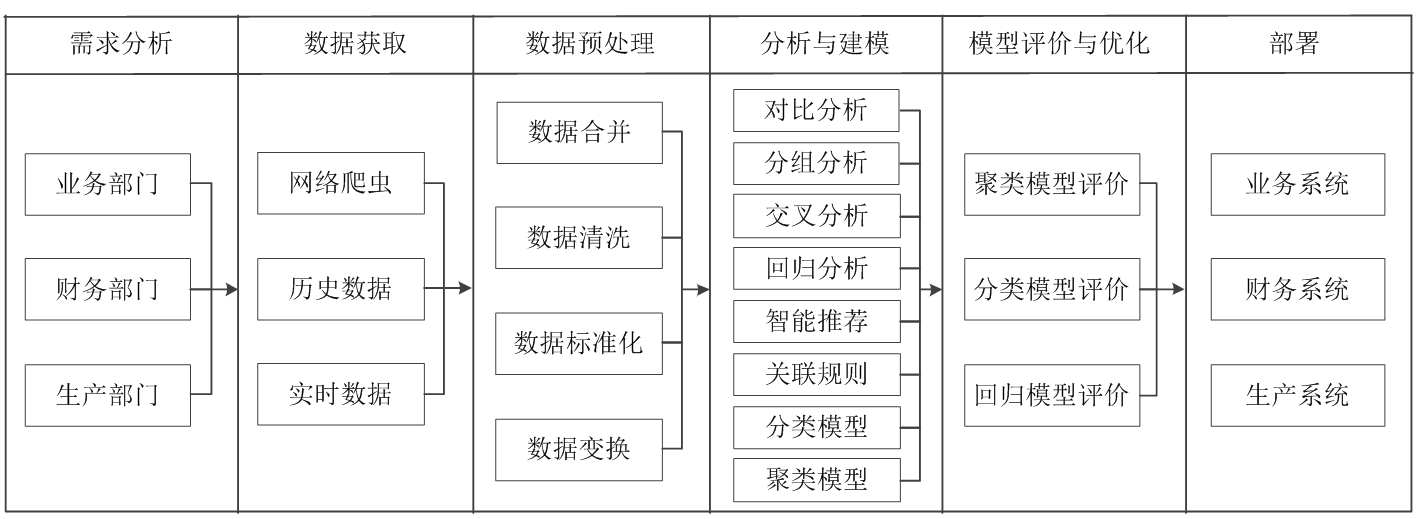 需求分析
数据获取
数据预处理
分析与建模
模型评价与优化
部署
业务部门
财务部门
生产部门
网络爬虫
历史数据
实时数据
数据合并
数据清洗
数据标准化
数据变换
对比分析
分组分析
交叉分析
回归分析
智能推荐
关联规则
分类模型
聚类模型
聚类模型评价
分类模型评价
回归模型评价
业务系统
财务系统
生产系统